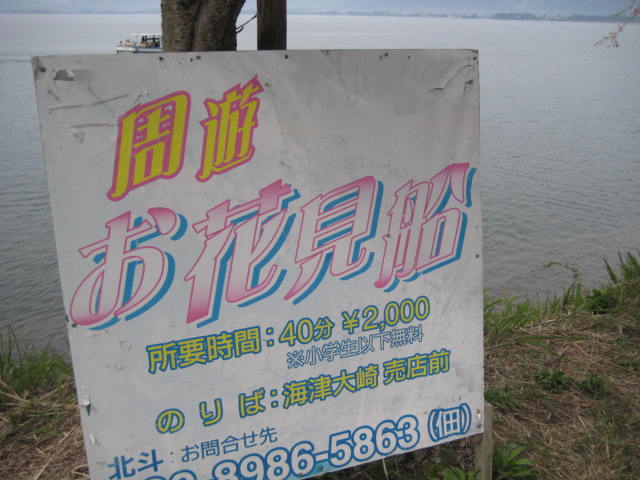 周遊
お花見船
所要時間：40分 ¥2,000
※小学生以下無料
のりば：海津大崎 売店前
北斗：お問合せ先
8986-5863（佃）